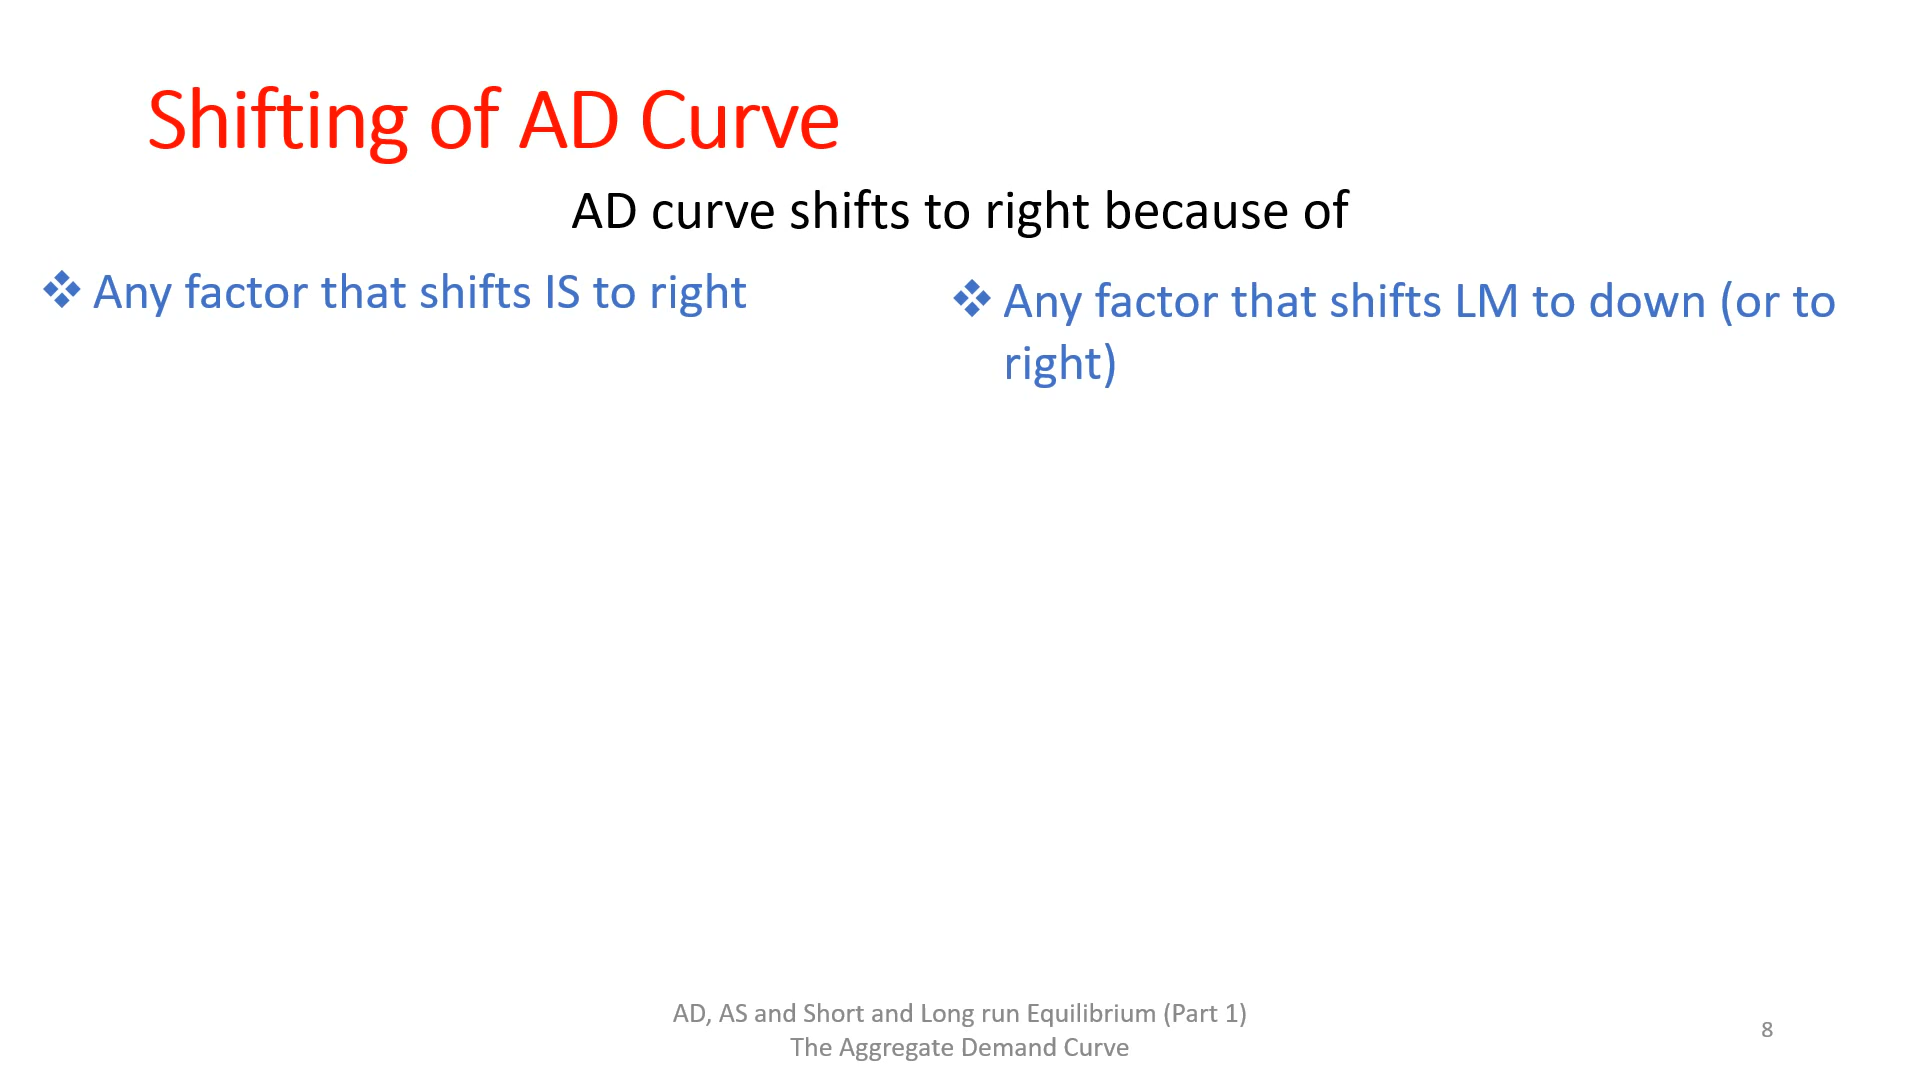 Shifting of AD Curve
AD curve shifts to right because of
❖ Any factor that shifts IS to right
❖ Any factor that shifts LM to down (or to
right)
AD, AS and Short and Long run Equilibrium (Part 1)
The Aggregate Demand Curve
8